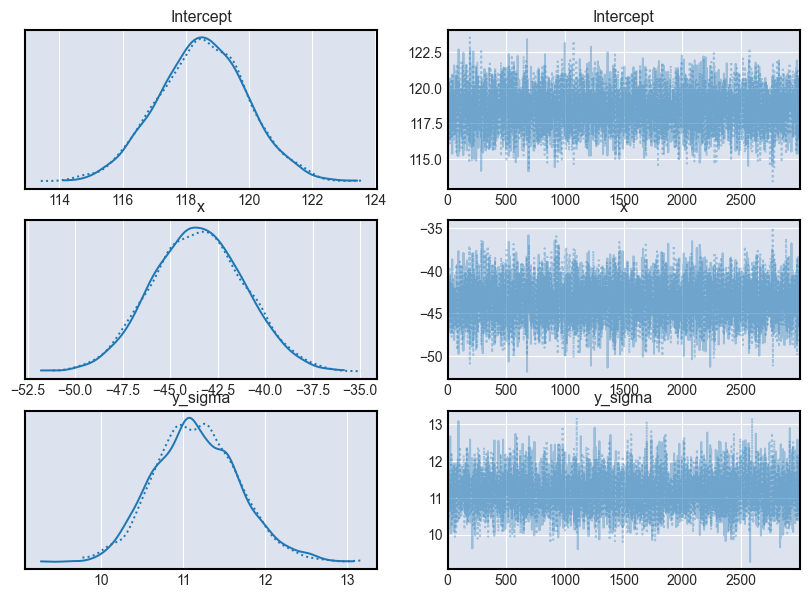 Intercept
Intercept
122.5
120.0
117.5
115.0
114 116 118 120 122 124
0 500 1000 1500 2000 2500
x
x
−35
−40
−45
−50
−52.5 −50.0 −47.5 −45.0 −42.5 −40.0 −37.5 −35.0
0 500 1000 1500 2000 2500
y_sigma
y_sigma
13
12
11
10
10 11 12 13
0 500 1000 1500 2000 2500